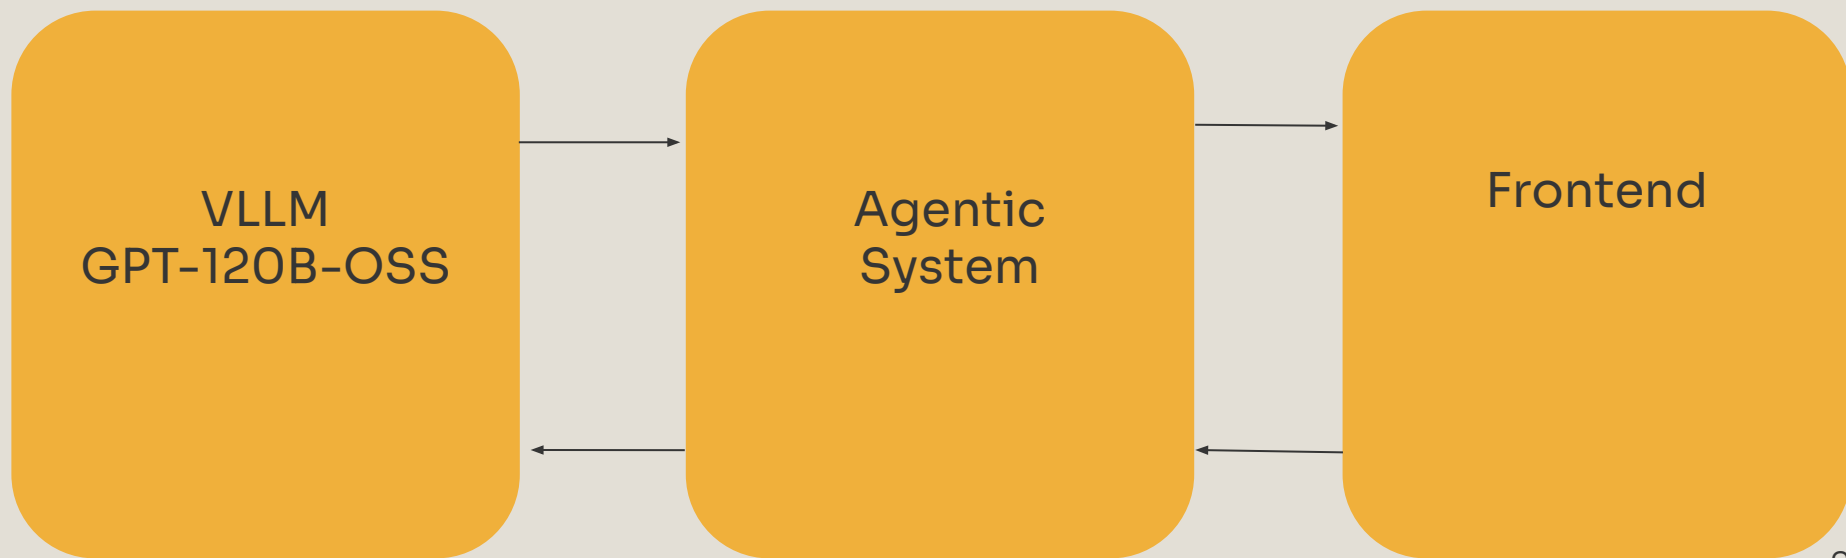 VLLM
GPT-120B-OSS
Agentic
System
Frontend